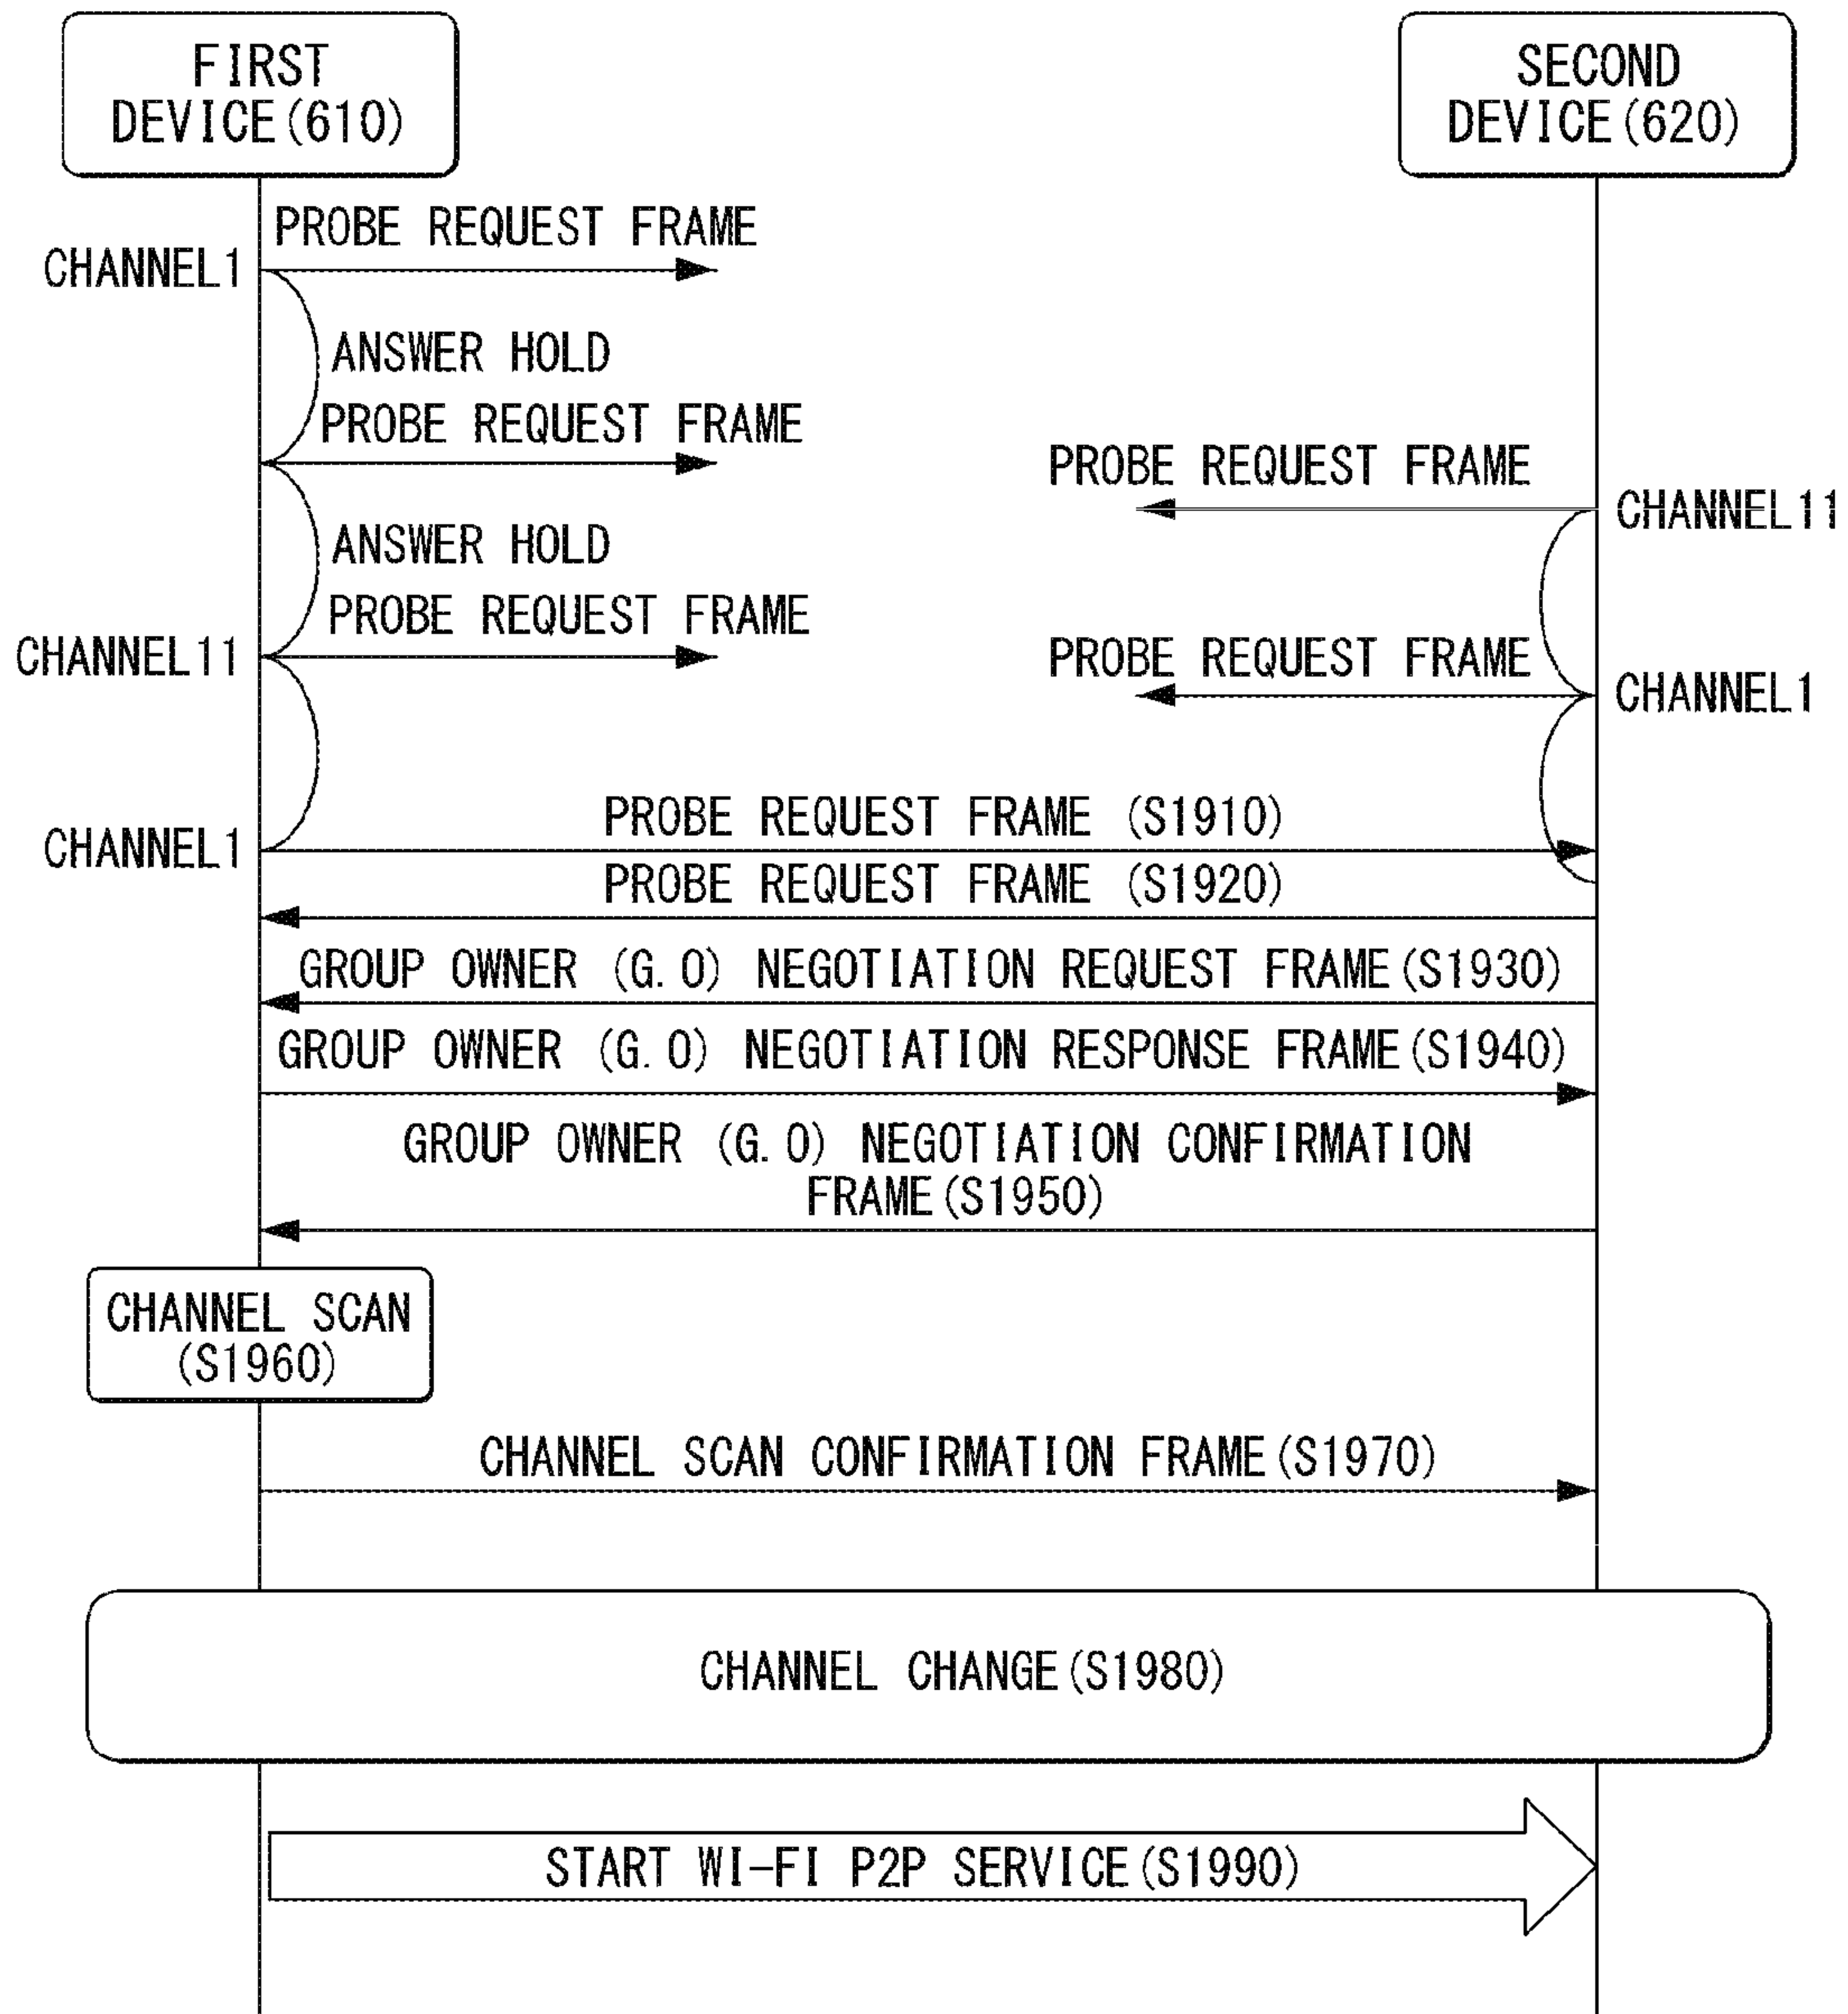 FIRST
DEVICE(610)
SECOND
DEVICE(620)
PROBE REQUEST FRAME
CHANNEL1
ANSWER HOLD
PROBE REQUEST FRAME
PROBE REQUEST FRAME
CHANNEL11
ANSWER HOLD
PROBE REQUEST FRAME
CHANNEL11
PROBE REQUEST FRAME
CHANNEL1
PROBE REQUEST FRAME (S1910)
CHANNEL1
PROBE REQUEST FRAME (S1920)
GROUP OWNER (G.O) NEGOTIATION REQUEST FRAME(S1930)
GROUP OWNER (G.O) NEGOTIATION RESPONSE FRAME(S1940)
GROUP OWNER (G.O) NEGOTIATION CONFIRMATION
FRAME(S1950)
CHANNEL SCAN
(S1960)
CHANNEL SCAN CONFIRMATION FRAME(S1970)
CHANNEL CHANGE(S1980)
START WI-FI P2P SERVICE(S1990)